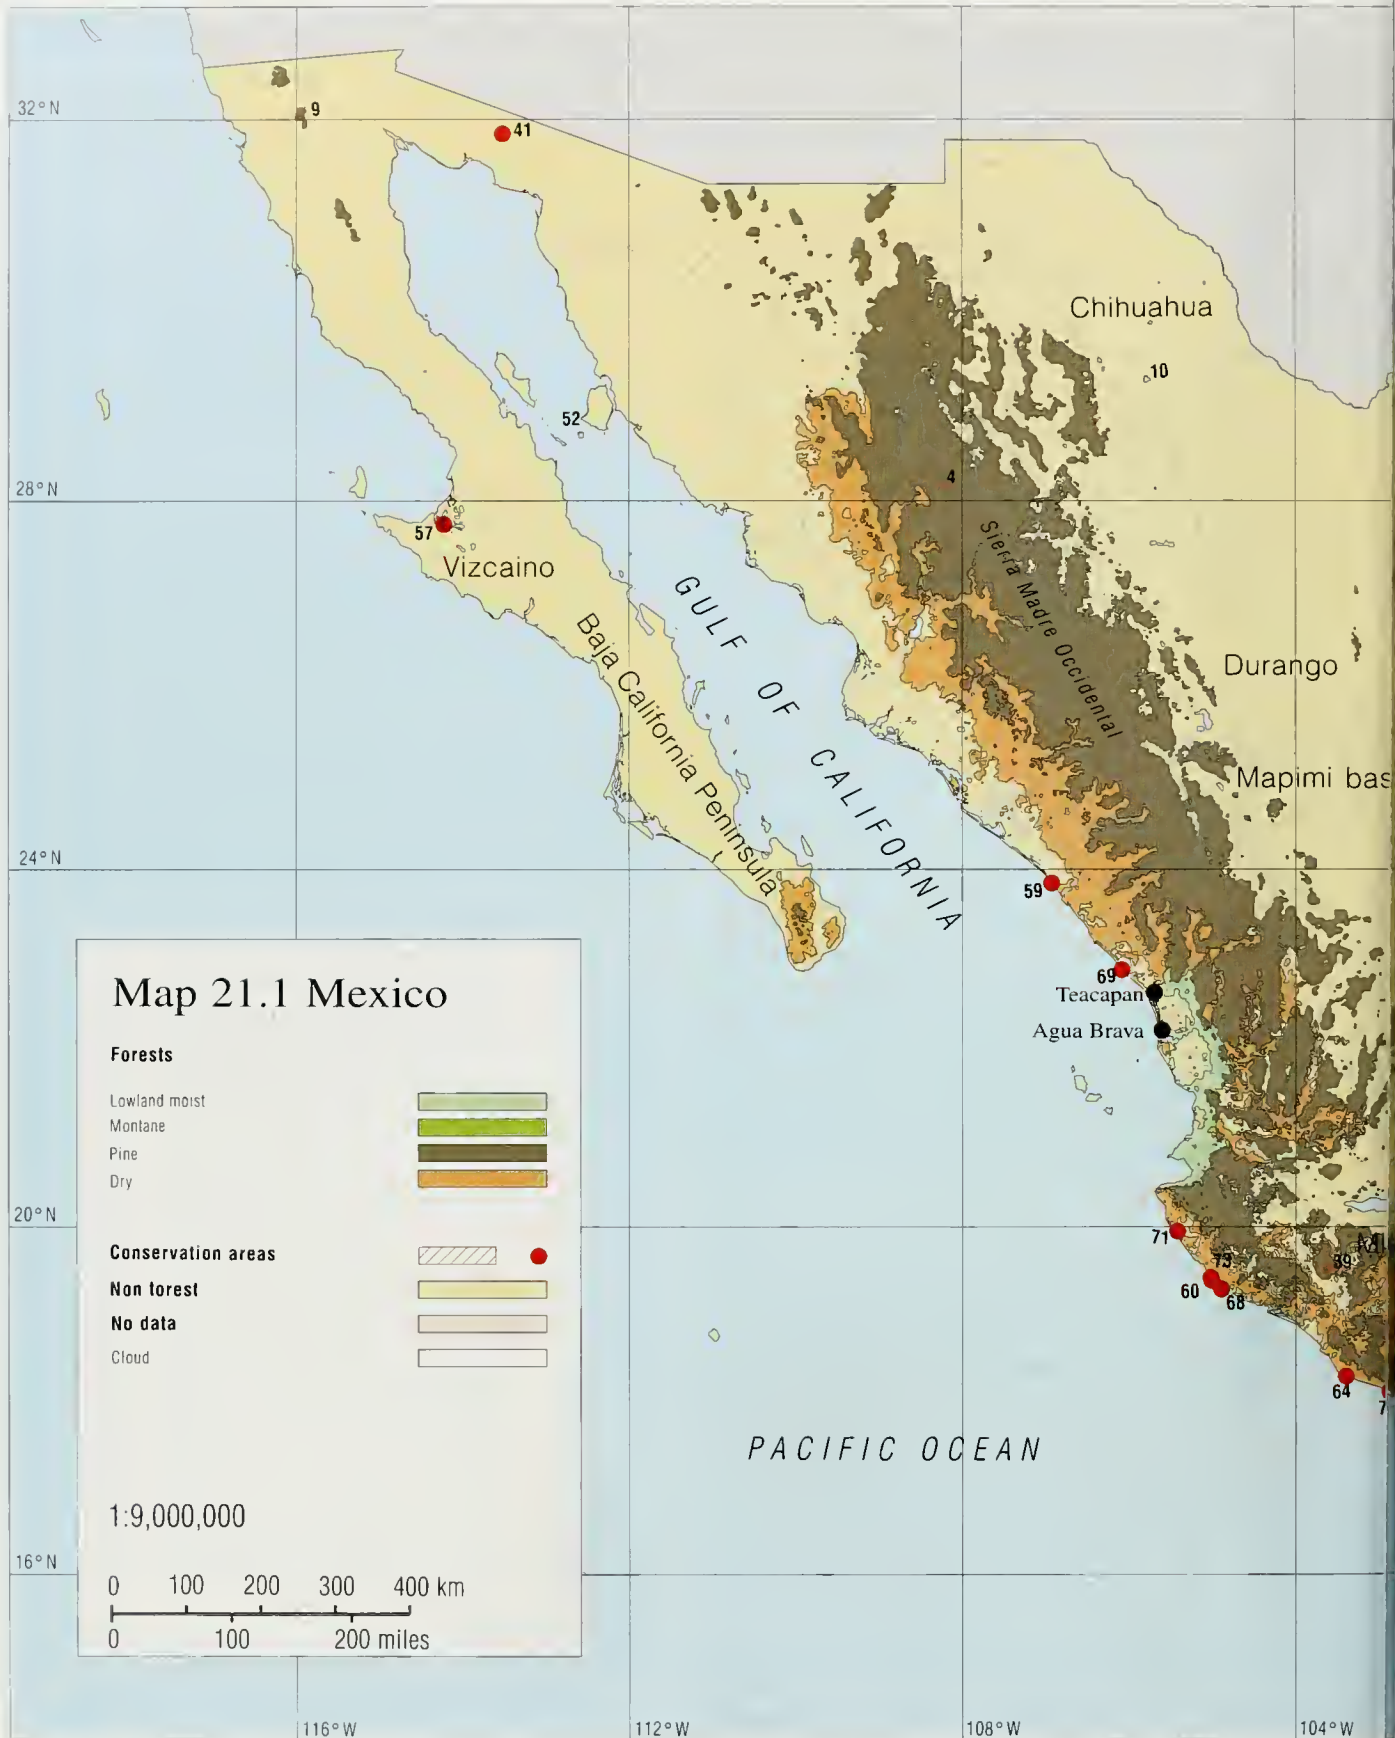 32°N
9
41
Chihuahua
10
52
4
28°N
57
Vizcaino
Sierra Madre Occidental
GULF OF CALIFORNIA
Baja California Peninsula
Durango
Mapimi bas
24°N
59
69
Teacapan
Agua Brava
Map 21.1 Mexico
Forests
Lowland moist
Montane
Pine
Dry
20°N
71
73
39
60
68
Conservation areas
Non forest
No data
Cloud
64
7
PACIFIC OCEAN
1:9,000,000
16°N
0 100 200 300 400 km
0 100 200 miles
116°W
112°W
108°W
104°W